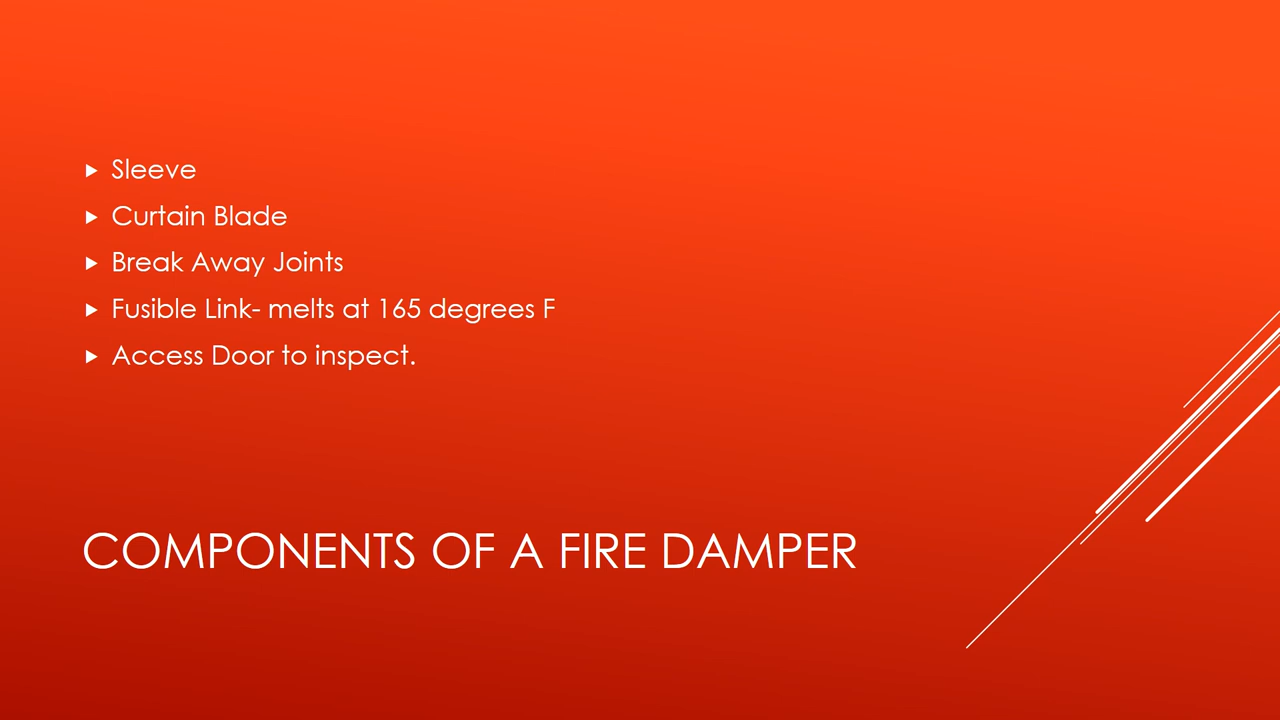 Sleeve
Curtain Blade
Break Away Joints
Fusible Link- melts at 165 degrees F
Access Door to inspect.
COMPONENTS OF A FIRE DAMPER